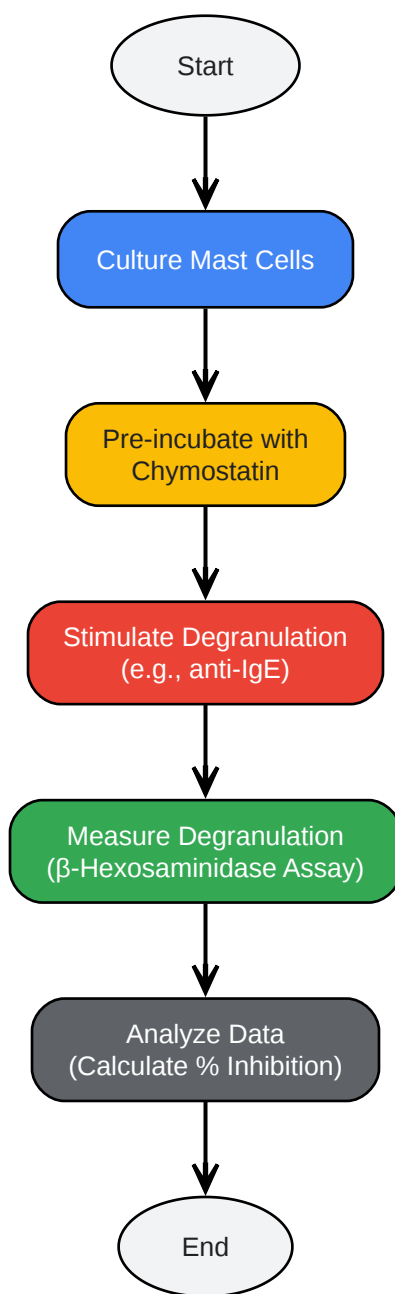 Start
Culture Mast Cells
Pre-incubate with
Chymostatin
Stimulate Degranulation
(e.g., anti-IgE)
Measure Degranulation
(β-Hexosaminidase Assay)
Analyze Data
(Calculate % Inhibition)
End